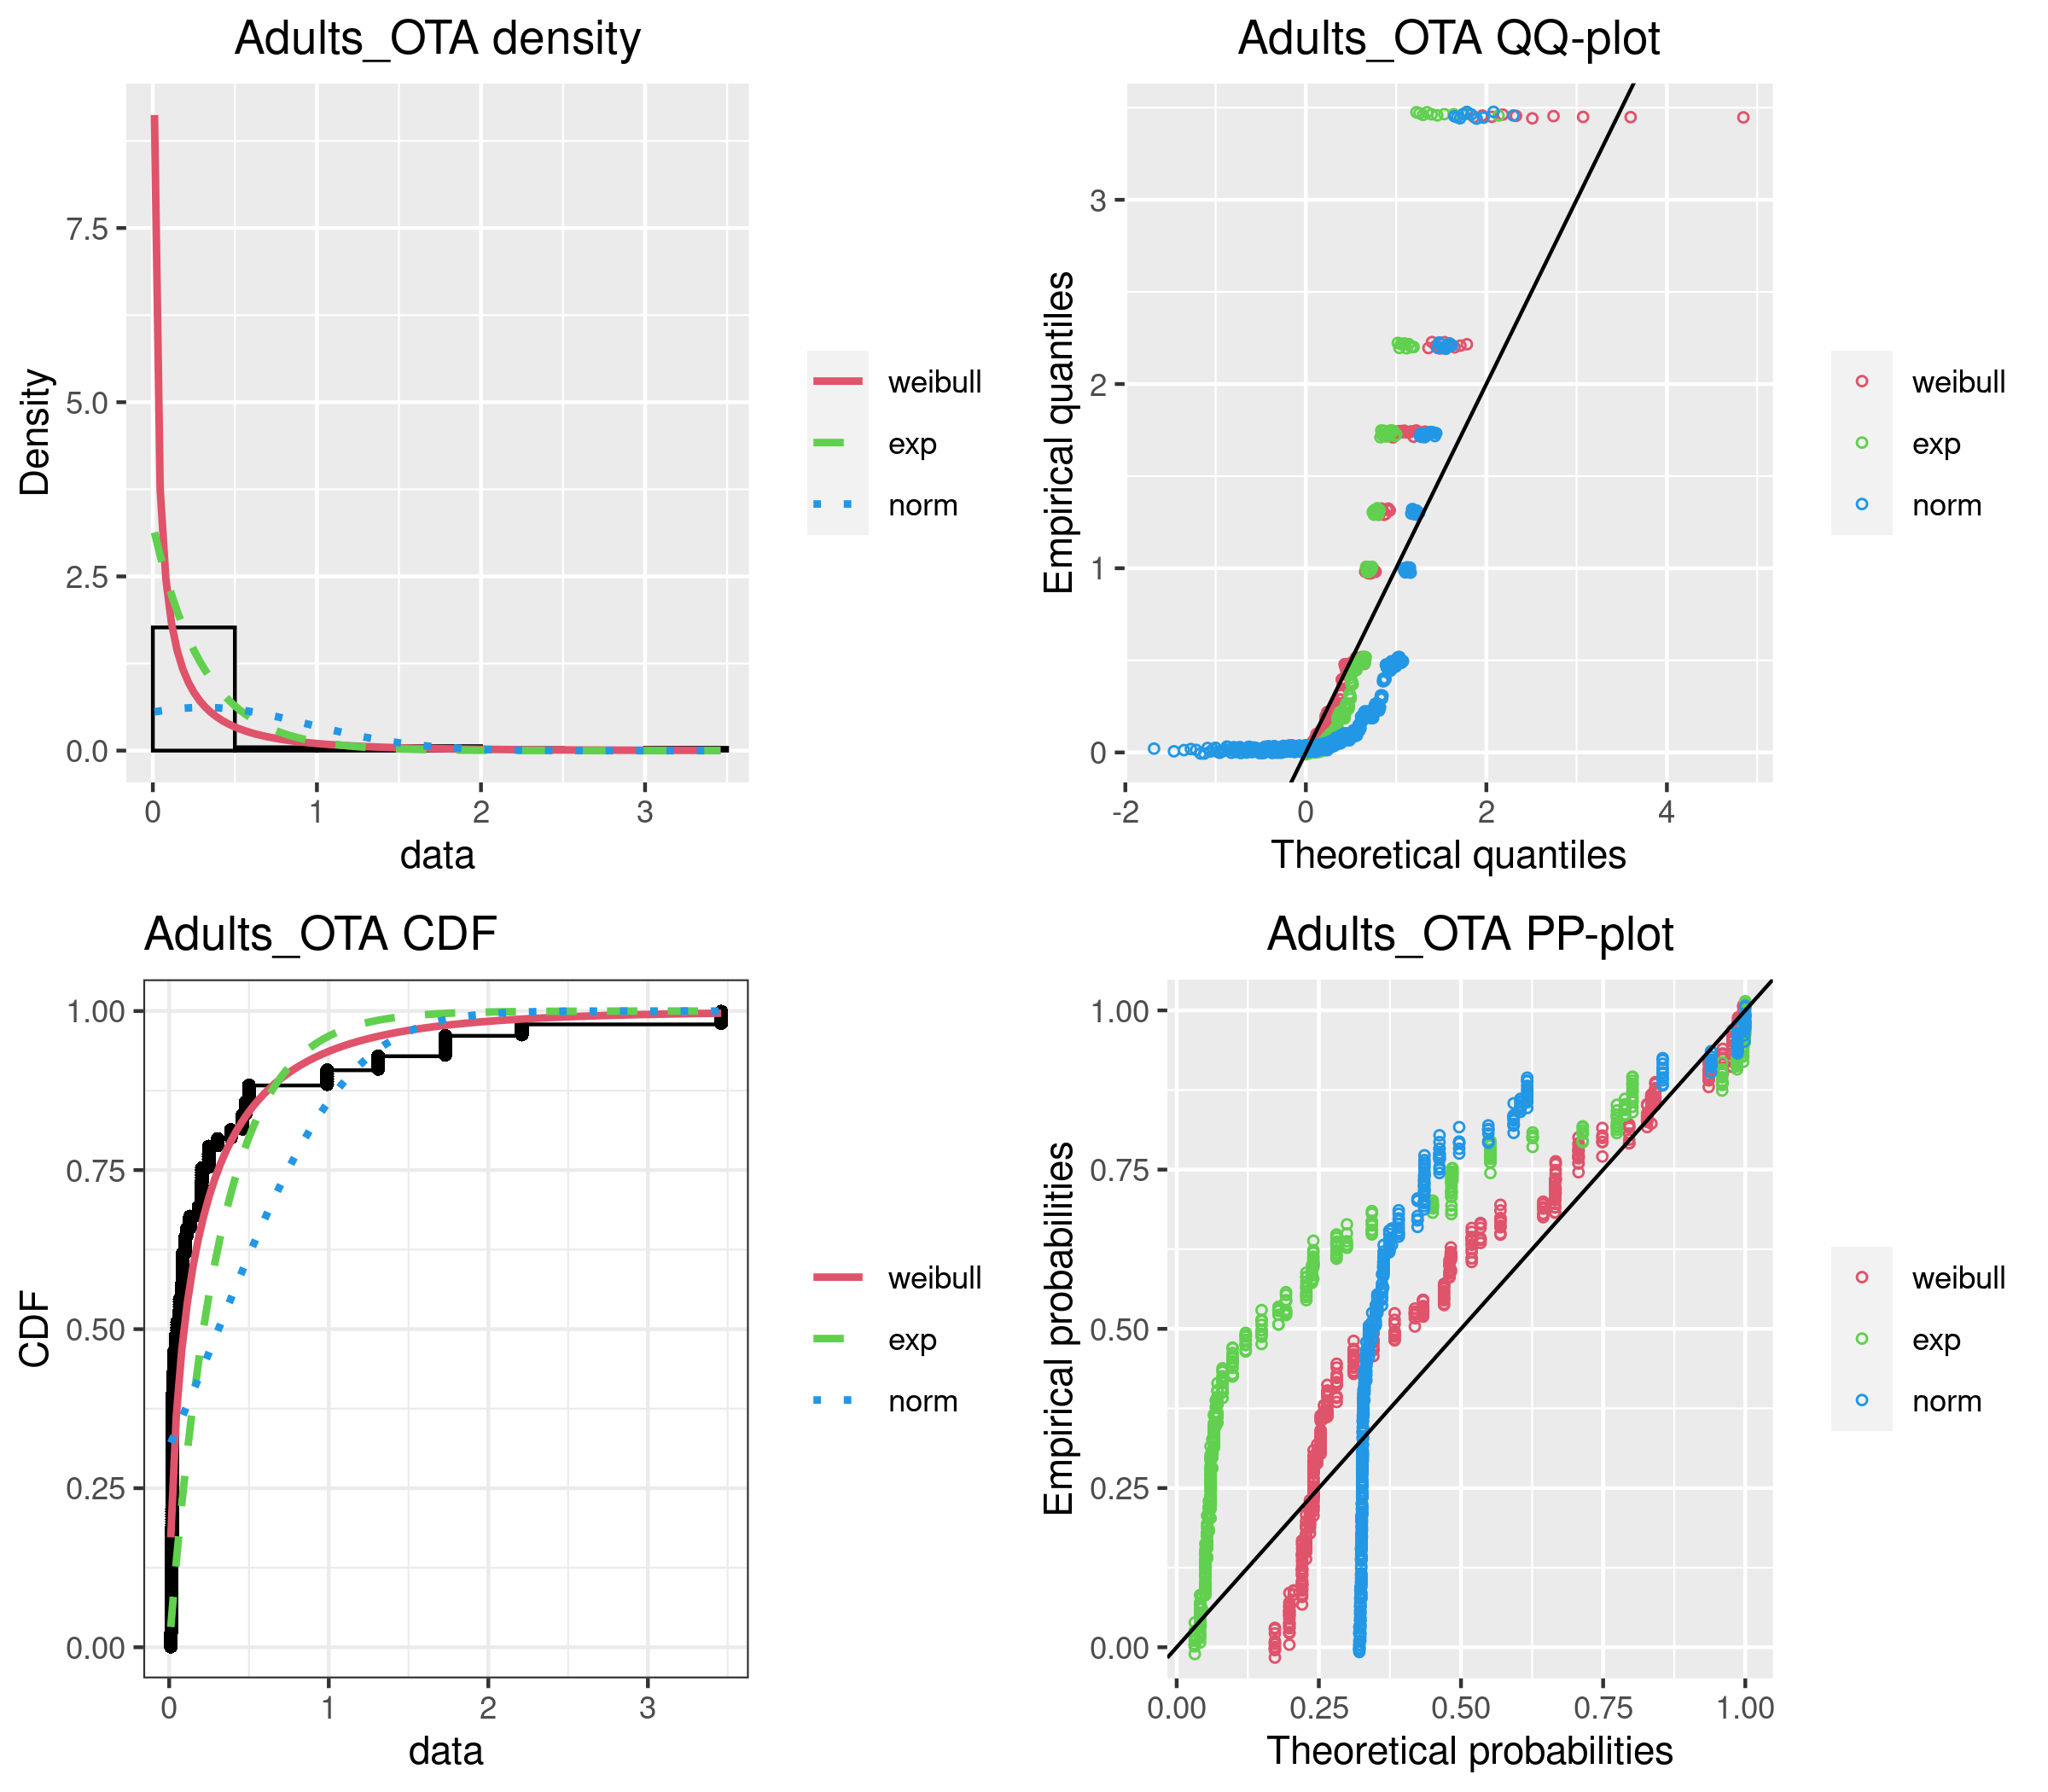 Adults_OTA density
Density
7.5
5.0
2.5
0.0
0 1 2 3
data
weibull
exp
norm
Adults_OTA QQ-plot
Empirical quantiles
3
2
1
0
-2 0 2 4
Theoretical quantiles
weibull
exp
norm
Adults_OTA CDF
CDF
1.00
0.75
0.50
0.25
0.00
0 1 2 3
data
weibull
exp
norm
Adults_OTA PP-plot
Empirical probabilities
1.00
0.75
0.50
0.25
0.00
0.00 0.25 0.50 0.75 1.00
Theoretical probabilities
weibull
exp
norm